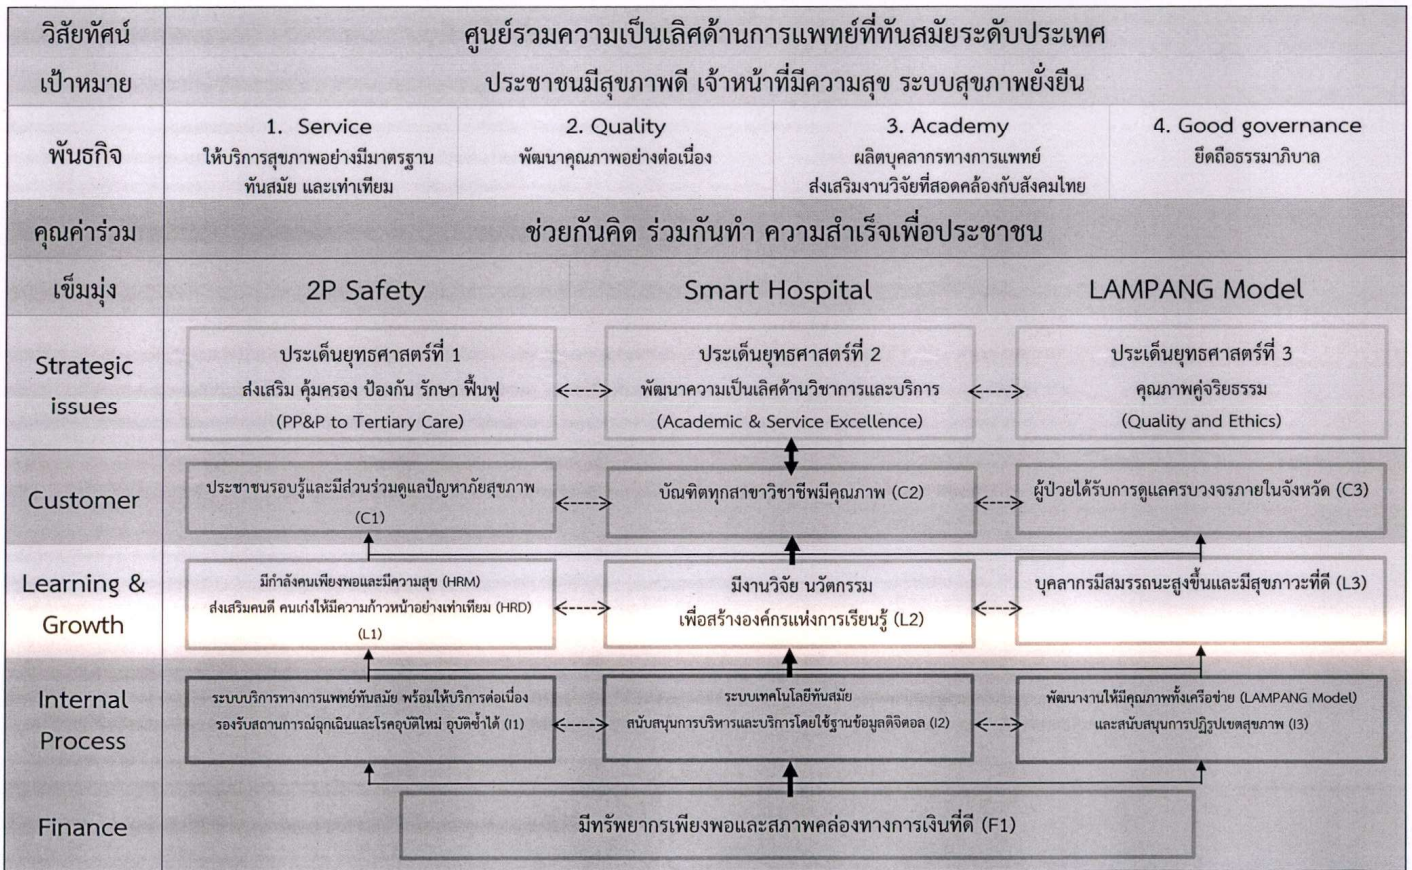 วิสัยทัศน์
ศูนย์รวมความเป็นเลิศด้านการแพทย์ที่ทันสมัยระดับประเทศ
เป้าหมาย
ประชาชนมีสุขภาพดี เจ้าหน้าที่มีความสุข ระบบสุขภาพยั่งยืน
พันธกิจ
1. Service
ให้บริการสุขภาพอย่างมีมาตรฐาน
ทันสมัย และเท่าเทียม
2. Quality
พัฒนาคุณภาพอย่างต่อเนื่อง
3. Academy
ผลิตบุคลากรทางการแพทย์
ส่งเสริมงานวิจัยที่สอดคล้องกับสังคมไทย
4. Good governance
ยึดถือธรรมาภิบาล
คุณค่าร่วม
ช่วยกันคิด ร่วมกันทำ ความสำเร็จเพื่อประชาชน
เข็มมุ่ง
2P Safety
Smart Hospital
LAMPANG Model
Strategic
issues
ประเด็นยุทธศาสตร์ที่ 1
ส่งเสริม คุ้มครอง ป้องกัน รักษา ฟื้นฟู
(PP&P to Tertiary Care)
ประเด็นยุทธศาสตร์ที่ 2
พัฒนาความเป็นเลิศด้านวิชาการและบริการ
(Academic & Service Excellence)
ประเด็นยุทธศาสตร์ที่ 3
คุณภาพคู่จริยธรรม
(Quality and Ethics)
Customer
ประชาชนรอบรู้และมีส่วนร่วมดูแลปัญหาภัยสุขภาพ
(C1)
บัณฑิตทุกสาขาวิชาชีพมีคุณภาพ (C2)
ผู้ป่วยได้รับการดูแลครบวงจรภายในจังหวัด (C3)
Learning &
Growth
มีกำลังคนเพียงพอและมีความสุข (HRM)
ส่งเสริมคนดี คนเก่งให้มีความก้าวหน้าอย่างเท่าเทียม (HRD)
(L1)
มีงานวิจัย นวัตกรรม
เพื่อสร้างองค์กรแห่งการเรียนรู้ (L2)
บุคลากรมีสมรรถนะสูงขึ้นและมีสุขภาวะที่ดี (L3)
Internal
Process
ระบบบริการทางการแพทย์ทันสมัย พร้อมให้บริการต่อเนื่อง
รองรับสถานการณ์ฉุกเฉินและโรคอุบัติใหม่ อุบัติซ้ำได้ (I1)
ระบบเทคโนโลยีทันสมัย
สนับสนุนการบริหารและบริการโดยใช้ฐานข้อมูลดิจิตอล (I2)
พัฒนางานให้มีคุณภาพทั้งเครือข่าย (LAMPANG Model)
และสนับสนุนการปฏิรูปเขตสุขภาพ (I3)
Finance
มีทรัพยากรเพียงพอและสภาพคล่องทางการเงินที่ดี (F1)